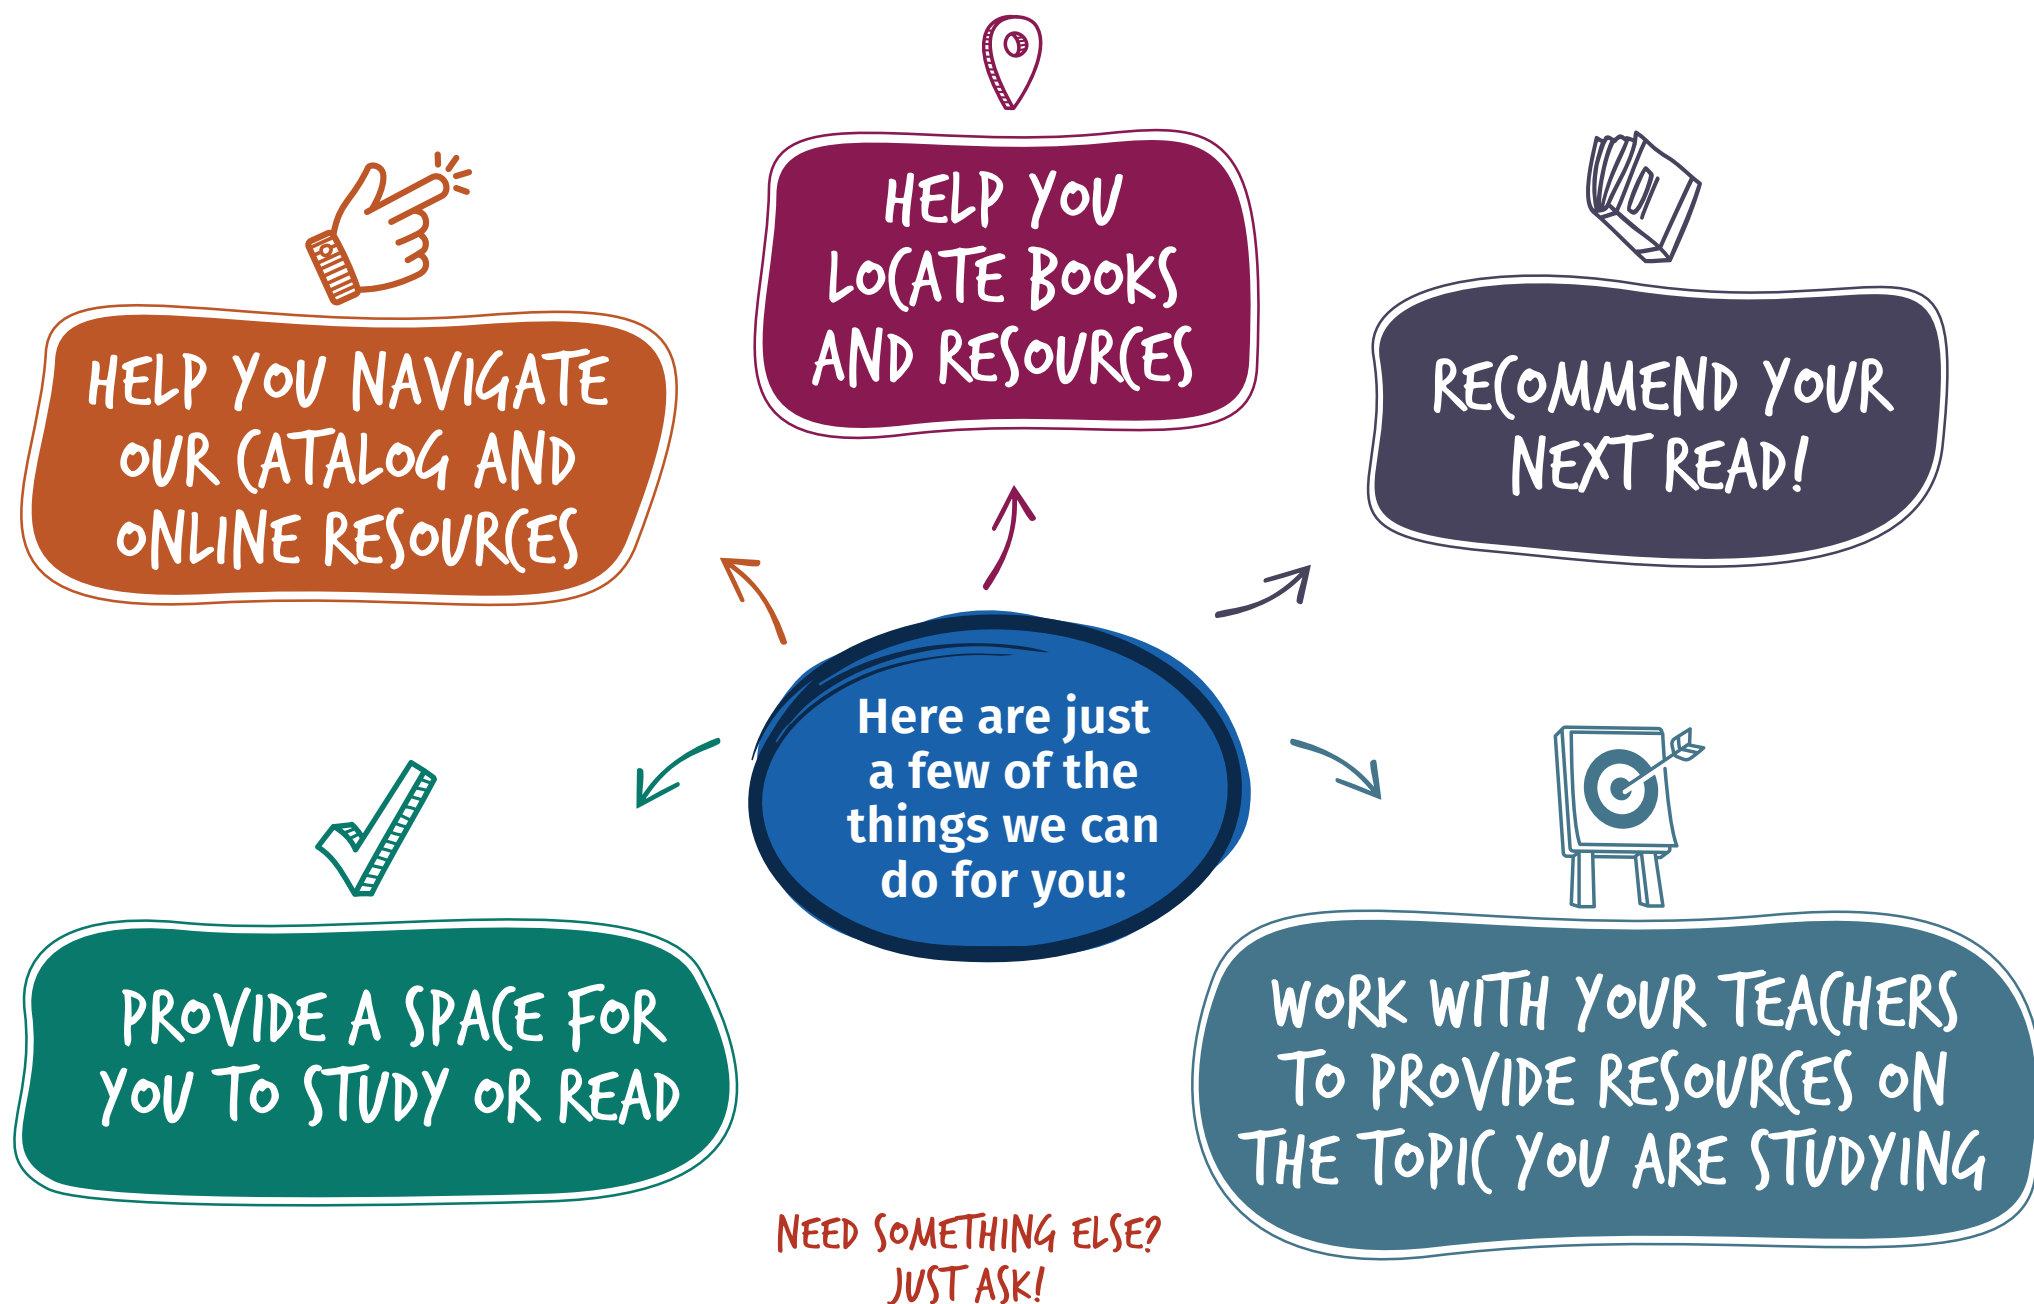 HELP YOU
LOCATE BOOKS
AND RESOURCES
HELP YOU NAVIGATE
OUR CATALOG AND
ONLINE RESOURCES
RECOMMEND YOUR
NEXT READ!
Here are just
a few of the
things we can
do for you:
PROVIDE A SPACE FOR
YOU TO STUDY OR READ
WORK WITH YOUR TEACHERS
TO PROVIDE RESOURCES ON
THE TOPIC YOU ARE STUDYING
NEED SOMETHING ELSE?
JUST ASK!